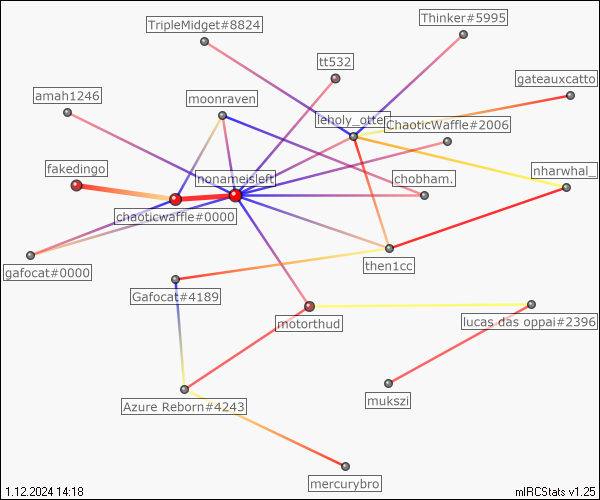 TripleMidget#8824
Thinker#5995
tt532
gateauxcatto
amah1246
moonraven
leholy_otter
ChaoticWaffle#2006
fakedingo
nonameisleft
chobham.
nharwhal_
chaoticwaffle#0000
gafocat#0000
then1cc
Gafocat#4189
motorthud
lucas das oppai#2396
mukszi
Azure Reborn#4243
mercurybro
1.12.2024 14:18
mIRCStats v1.25